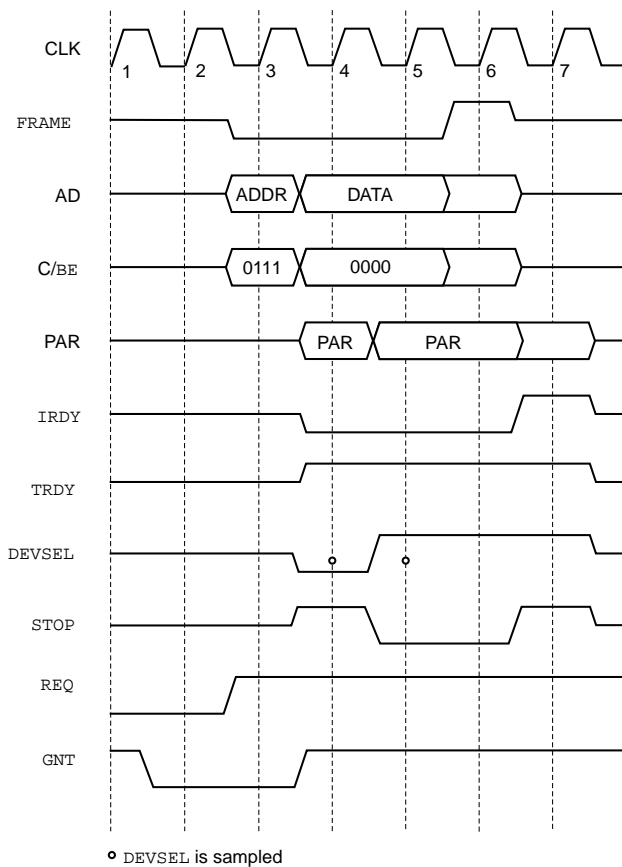 CLK
1 2 3 4 5 6 7
FRAME
AD
ADDR DATA
C/BE
0111 0000
PAR
PAR PAR
IRDY
TRDY
DEVSEL
STOP
REQ
GNT
DEVSEL is sampled